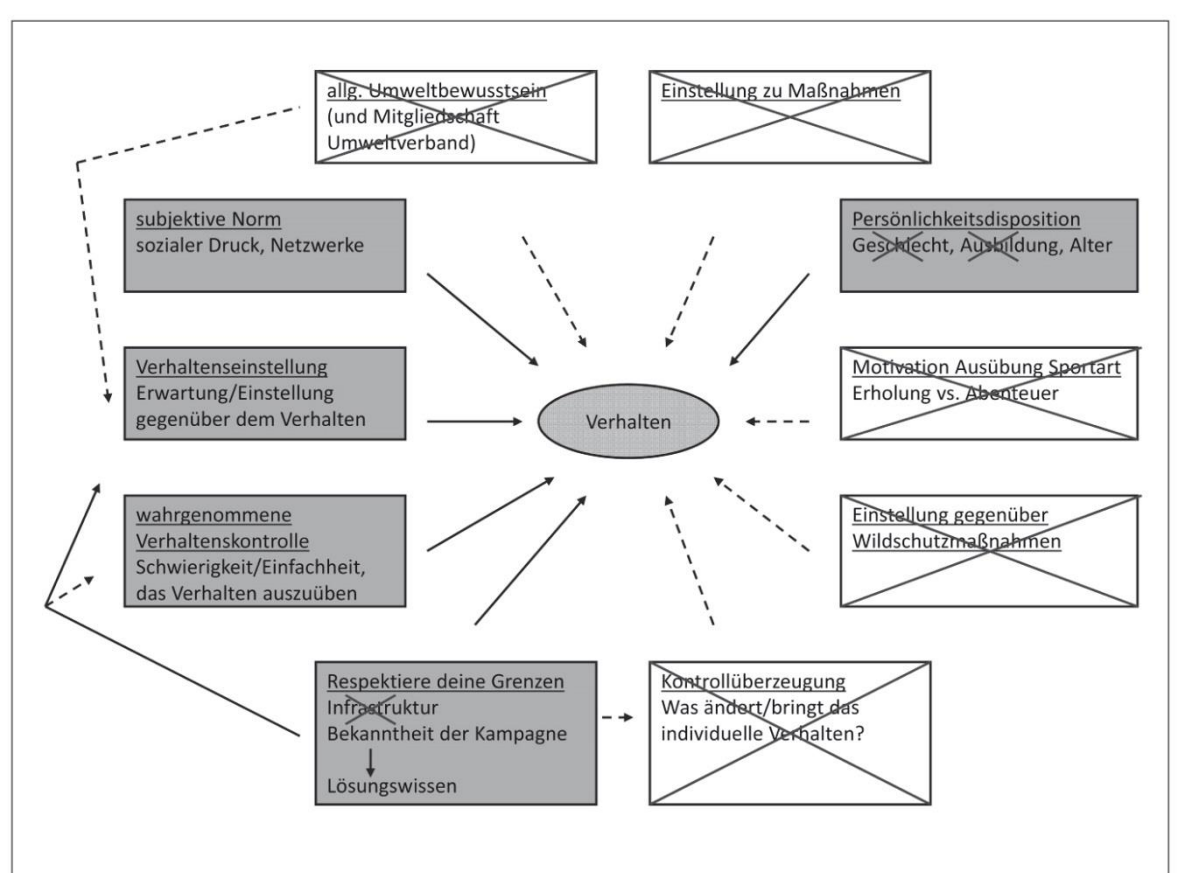 allg. Umweltbewusstsein
(und Mitgliedschaft
Umweltverband)
Einstellung zu Maßnahmen
subjektive Norm
sozialer Druck, Netzwerke
Persönlichkeitsdisposition
Geschlecht, Ausbildung, Alter
Verhaltenseinstellung
Erwartung/Einstellung
gegenüber dem Verhalten
Verhalten
Motivation Ausübung Sportart
Erholung vs. Abenteuer
wahrgenommene
Verhaltenskontrolle
Schwierigkeit/Einfachheit,
das Verhalten auszuüben
Einstellung gegenüber
Wildschutzmaßnahmen
Respektiere deine Grenzen
Infrastruktur
Bekanntheit der Kampagne
Lösungswissen
Kontrollüberzeugung
Was ändert/bringt das
individuelle Verhalten?